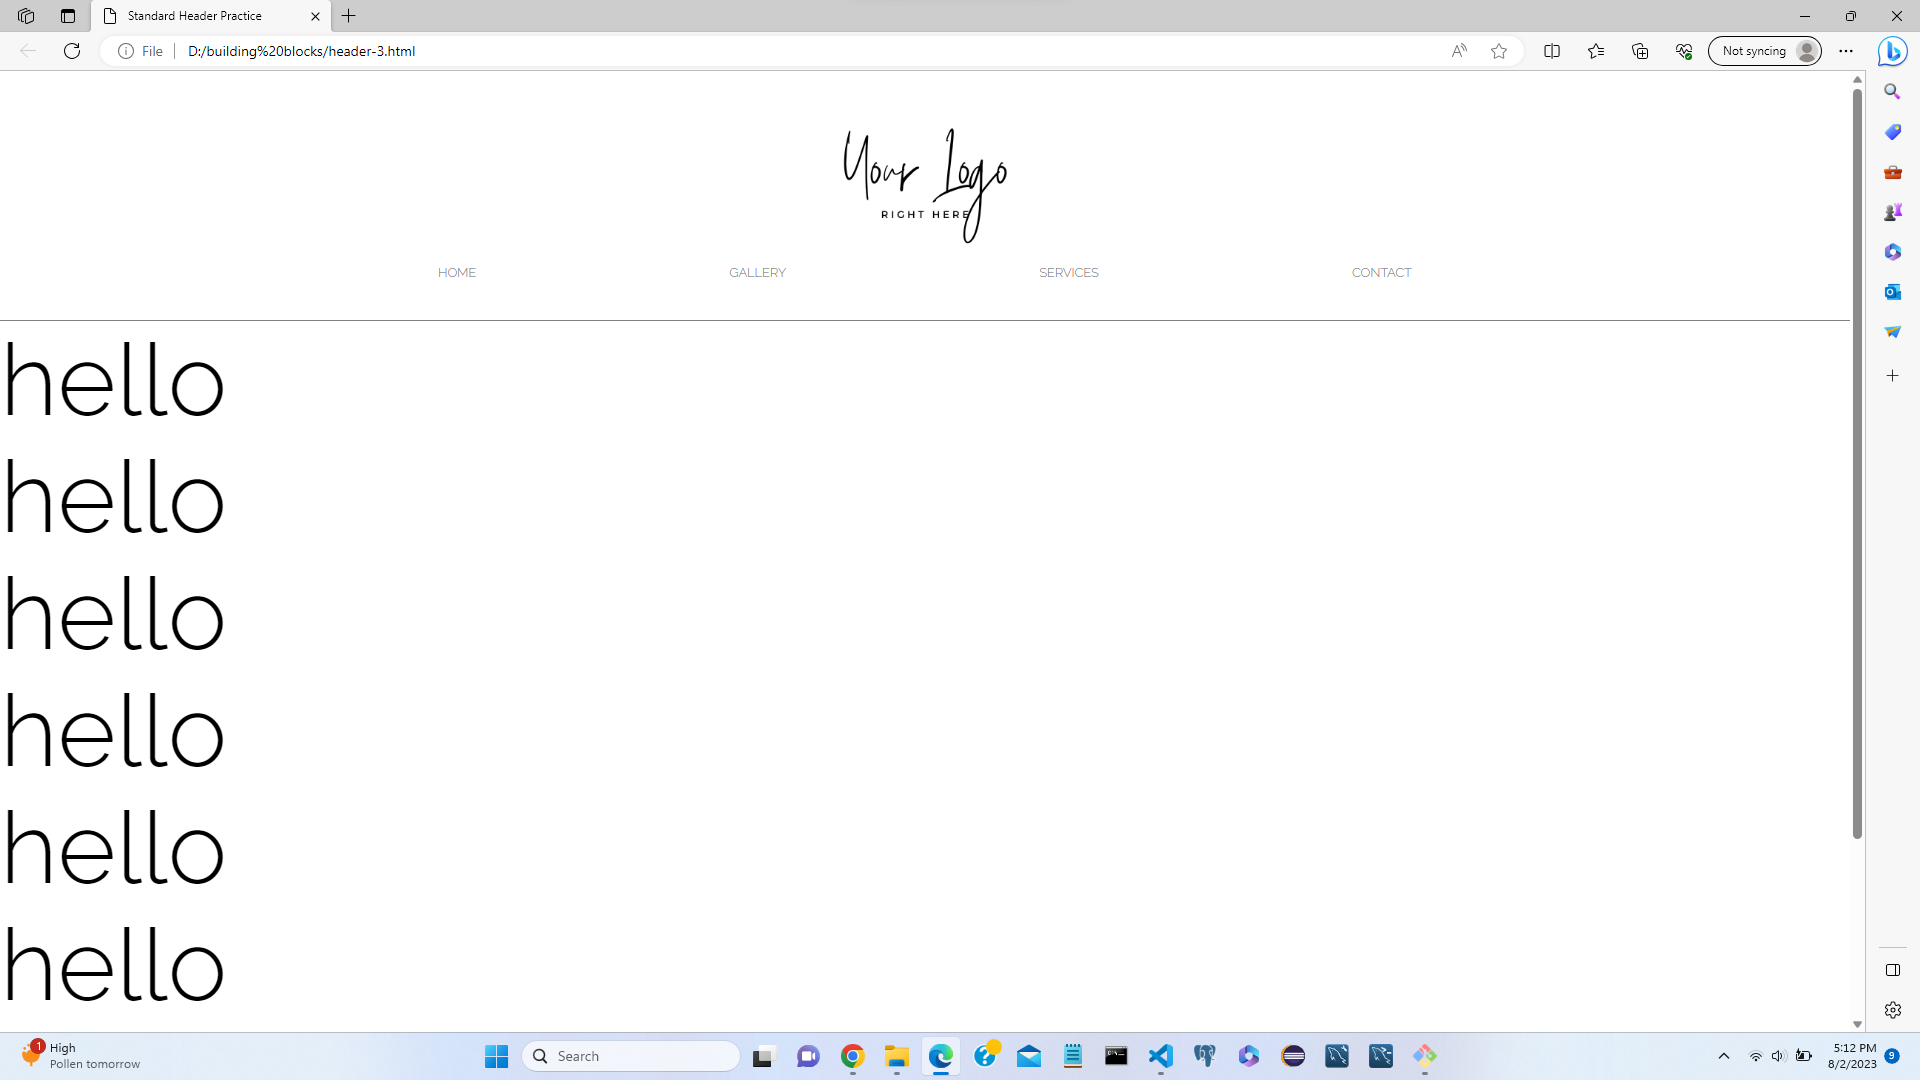 Standard Header Practice
File
D:/building%20blocks/header-3.html
Not syncing
Your Logo
RIGHT HERE
HOME GALLERY SERVICES CONTACT
hello
hello
hello
hello
hello
hello
1
High
Pollen tomorrow
Search
5:12 PM
8/2/2023
9